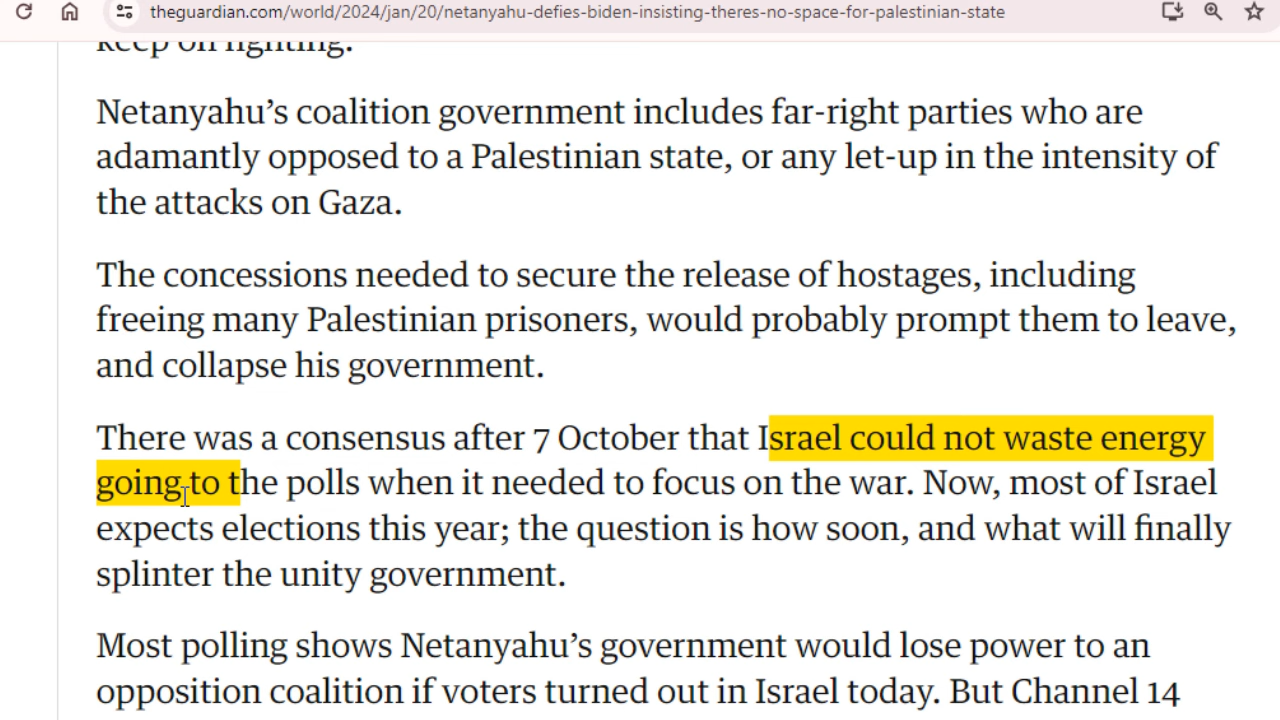 theguardian.com/world/2024/jan/20/netanyahu-defies-biden-insisting-theres-no-space-for-palestinian-state
keep on fighting.
Netanyahu’s coalition government includes far-right parties who are
adamantly opposed to a Palestinian state, or any let-up in the intensity of
the attacks on Gaza.
The concessions needed to secure the release of hostages, including
freeing many Palestinian prisoners, would probably prompt them to leave,
and collapse his government.
There was a consensus after 7 October that Israel could not waste energy
going to the polls when it needed to focus on the war. Now, most of Israel
expects elections this year; the question is how soon, and what will finally
splinter the unity government.
Most polling shows Netanyahu’s government would lose power to an
opposition coalition if voters turned out in Israel today. But Channel 14